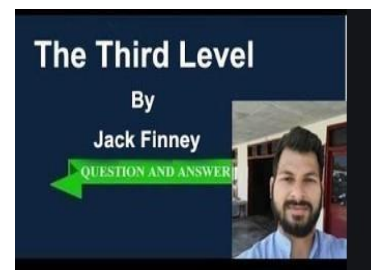 The Third Level
By
Jack Finney
QUESTION AND ANSWER